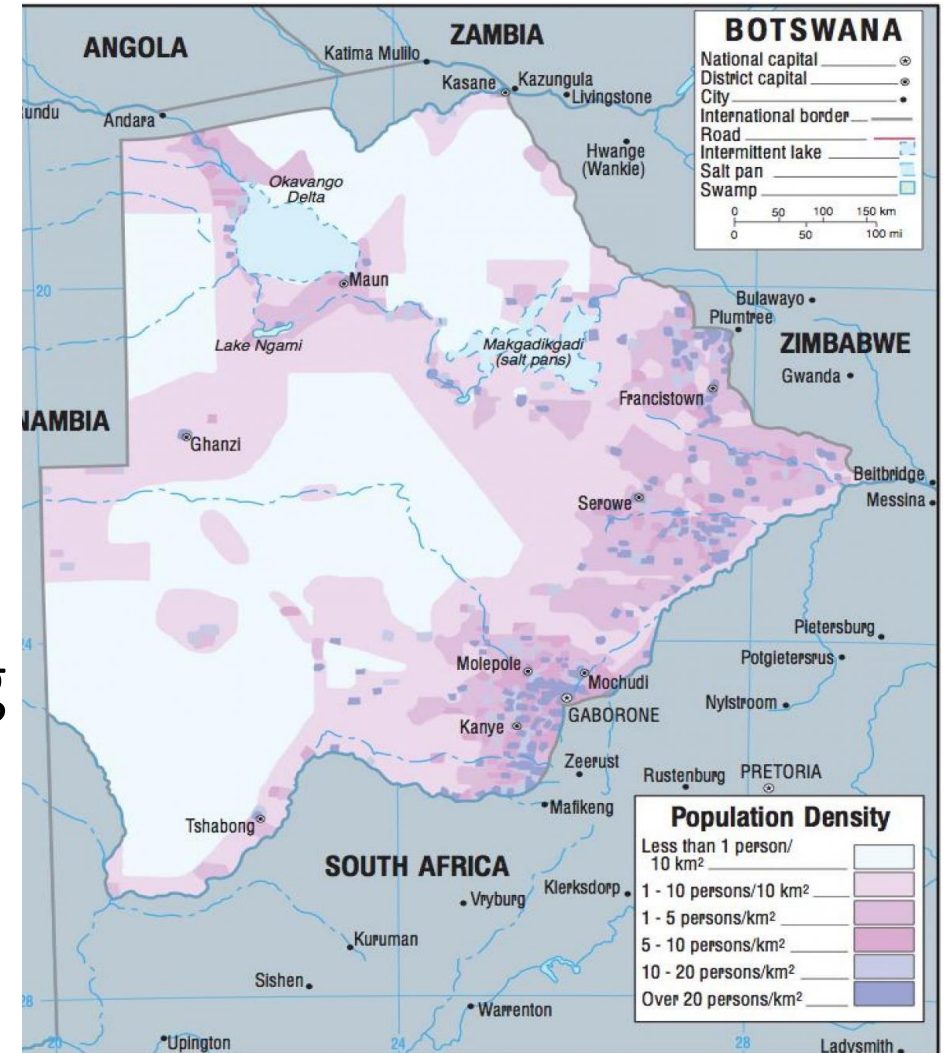 ANGOLA
ZAMBIA
Katima Mulilo
Kasane
Kazungula
Livingstone
undu
Andara
Hwange
(Wankie)
Okavango
Delta
Maun
20
Bulawayo
Plumtree
Lake Ngami
Makgadikgadi
(salt pans)
ZIMBABWE
Gwanda
Francistown
NAMBIA
Ghanzi
Beitbridge
Serowe
Messina
Pietersburg
24
Molepole
Potgietersrus
Mochudi
Nylstroom
GABORONE
Kanye
Zeerust
Rustenburg
PRETORIA
Mafikeng
Tshabong
SOUTH AFRICA
Klerksdorp
Vryburg
Kuruman
Sishen
28
Warrenton
20
24
28
Upington
Ladysmith
BOTSWANA
National capital
District capital
City
International border
Road
Intermittent lake
Salt pan
Swamp
0 50 100 150 km
0 50 100 mi
Population Density
Less than 1 person/
10 km²
1 - 10 persons/10 km²
1 - 5 persons/km²
5 - 10 persons/km²
10 - 20 persons/km²
Over 20 persons/km²